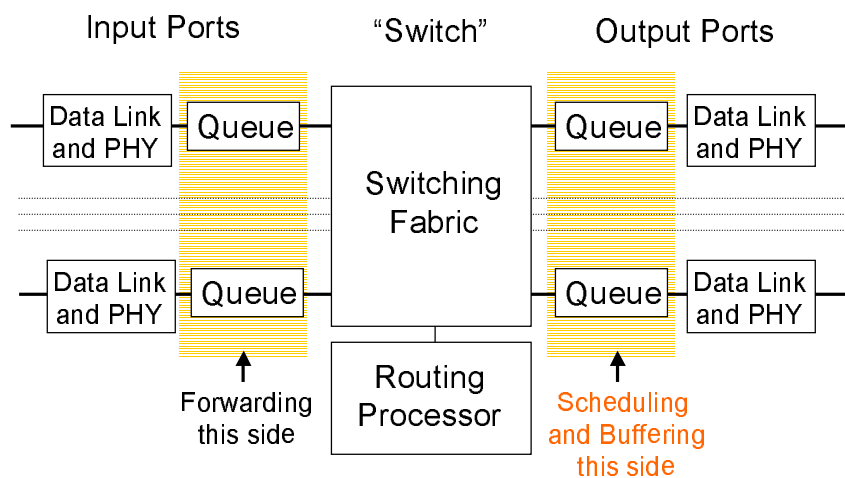 Input Ports
“Switch”
Output Ports
Data Link
and PHY
Queue
Switching
Fabric
Queue
Data Link
and PHY
Data Link
and PHY
Queue
Queue
Data Link
and PHY
Routing
Processor
Forwarding
this side
Scheduling
and Buffering
this side